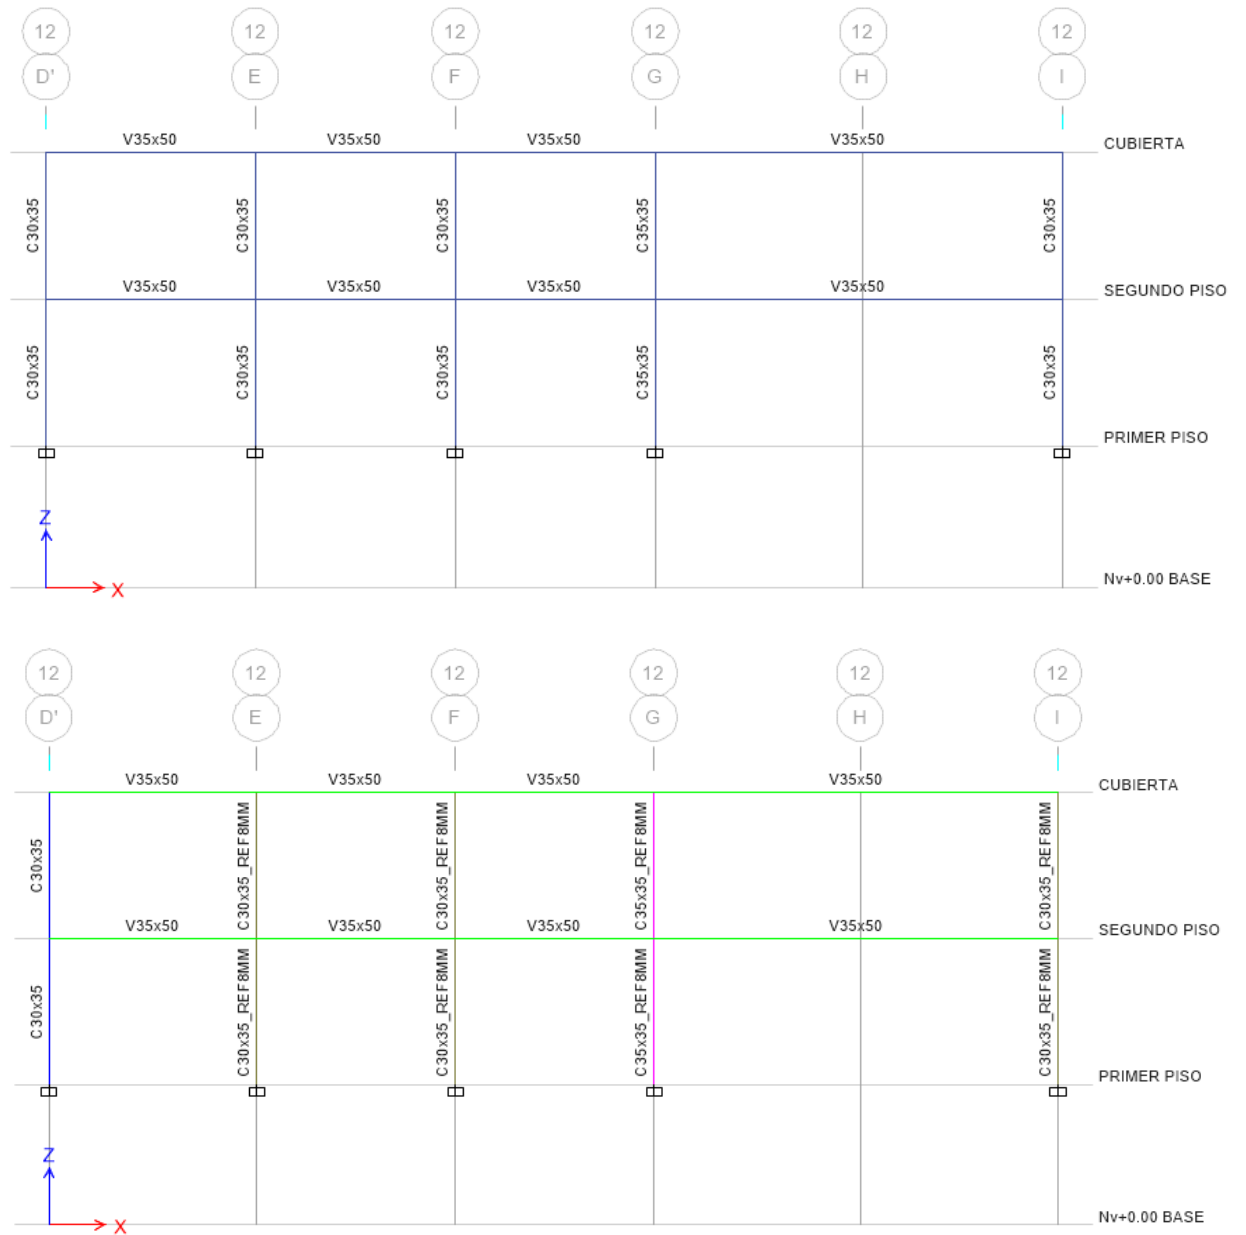 12 12 12 12 12 12
D' E F G H I
V35x50 V35x50 V35x50 V35x50 CUBIERTA
C30x35 C30x35 C30x35 C35x35 C30x35
V35x50 V35x50 V35x50 V35x50 SEGUNDO PISO
C30x35 C30x35 C30x35 C35x35 C30x35
PRIMER PISO
Z
X
Nv+0.00 BASE
12 12 12 12 12 12
D' E F G H I
V35x50 V35x50 V35x50 V35x50 CUBIERTA
C30x35 C30x35_REF8MM C30x35_REF8MM C35x35_REF8MM C30x35_REF8MM
V35x50 V35x50 V35x50 V35x50 SEGUNDO PISO
C30x35 C30x35_REF8MM C30x35_REF8MM C35x35_REF8MM C30x35_REF8MM
PRIMER PISO
Z
X
Nv+0.00 BASE